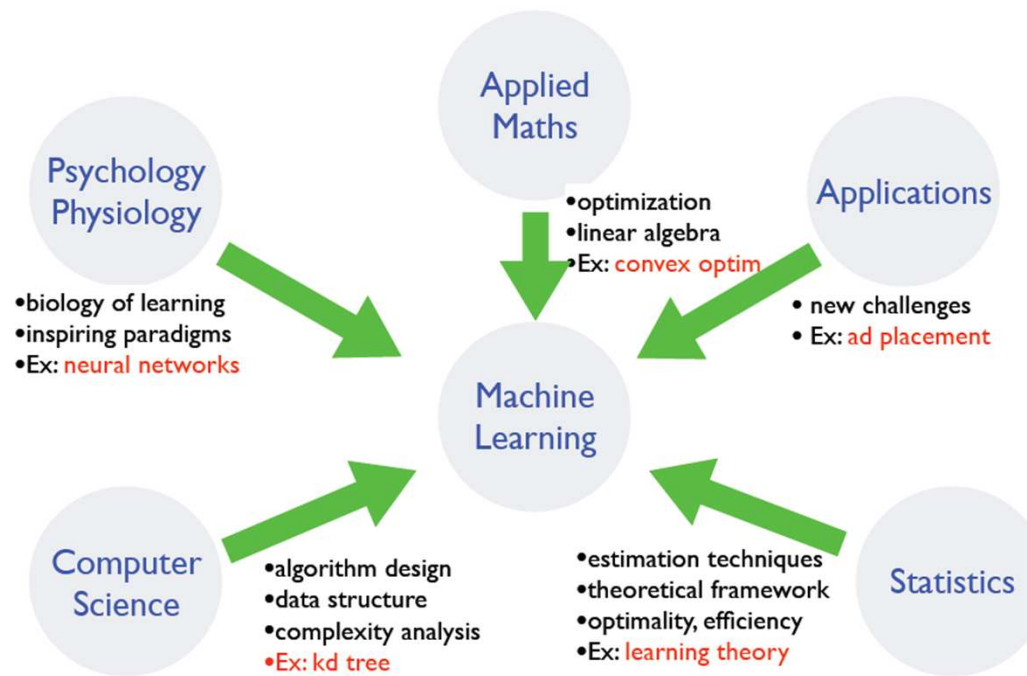 Applied
Maths
•optimization
•linear algebra
•Ex: convex optim
Psychology
Physiology
•biology of learning
•inspiring paradigms
•Ex: neural networks
Applications
• new challenges
• Ex: ad placement
Machine
Learning
Computer
Science
•algorithm design
•data structure
•complexity analysis
•Ex: kd tree
•estimation techniques
•theoretical framework
•optimality, efficiency
•Ex: learning theory
Statistics